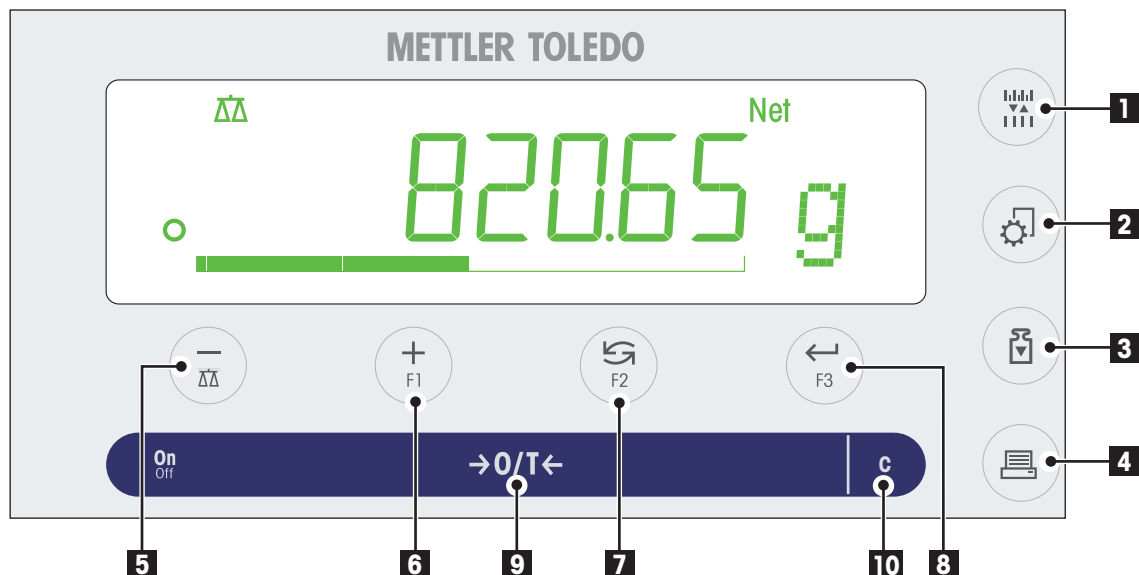 METTLER TOLEDO
Net
820.65 g
1
2
3
4
F1
F2
F3
On
Off
→0/T←
C
5
6
9
7
10
8